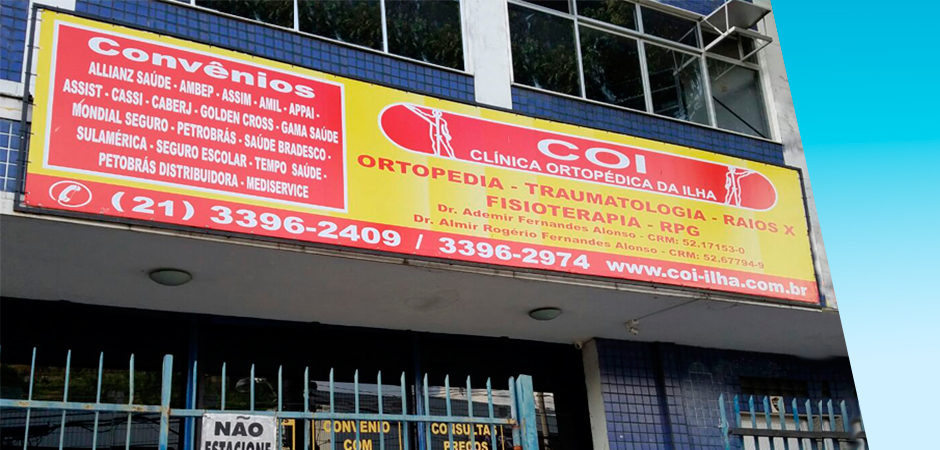 Convênios
ALLIANZ SAÚDE - AMBEP - ASSIM - AMIL - APPAI -
ASSIST - CASSI - CABERJ - GOLDEN CROSS - GAMA SAÚDE
MONDIAL SEGURO - PETROBRÁS - SAÚDE BRADESCO -
SULAMÉRICA - SEGURO ESCOLAR - TEMPO SAÚDE -
PETOBRÁS DISTRIBUIDORA - MEDISERVICE
COI
CLÍNICA ORTOPÉDICA DA ILHA
ORTOPEDIA - TRAUMATOLOGIA - RAIOS X
FISIOTERAPIA - RPG
Dr. Ademir Fernandes Alonso - CRM: 52.17153-0
Dr. Almir Rogério Fernandes Alonso - CRM: 52.67794-9
(21) 3396-2409 / 3396-2974 www.coi-ilha.com.br
NÃO
ESTACIONE
CONVENIO
COM
CONSULTA
PREÇOS